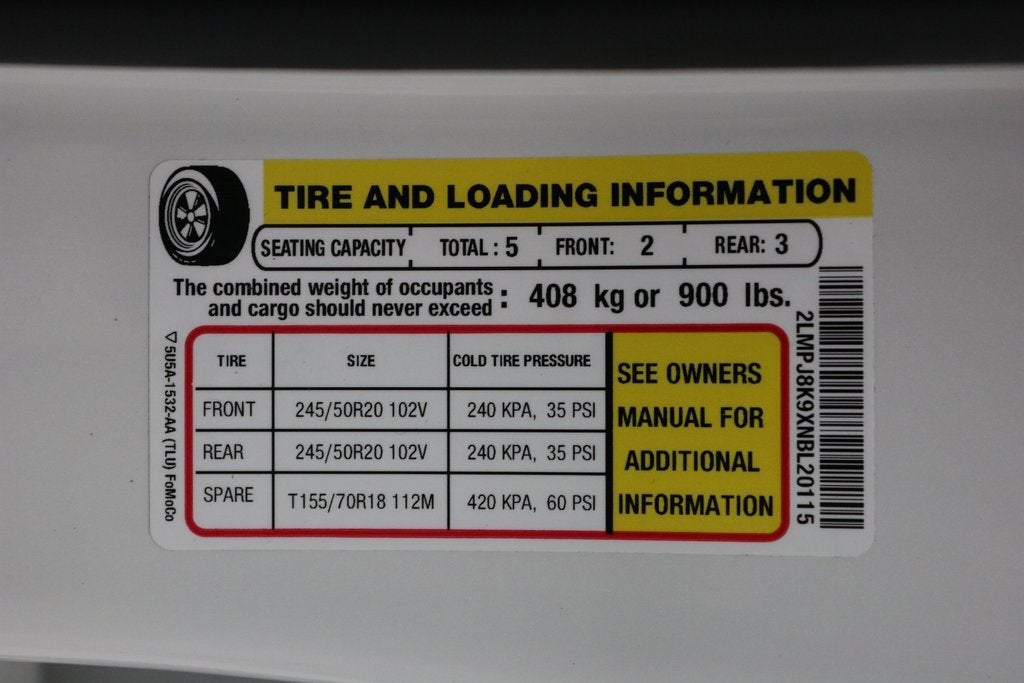 TIRE AND LOADING INFORMATION
SEATING CAPACITY TOTAL : 5 FRONT: 2 REAR: 3
The combined weight of occupants
and cargo should never exceed : 408 kg or 900 lbs.
TIRE SIZE COLD TIRE PRESSURE
FRONT 245/50R20 102V 240 KPA, 35 PSI
REAR 245/50R20 102V 240 KPA, 35 PSI
SPARE T155/70R18 112M 420 KPA, 60 PSI
SEE OWNERS
MANUAL FOR
ADDITIONAL
INFORMATION
5U5A-1532-AA (TLU) FoMoCo
2LMPJ8K9XNBL20115